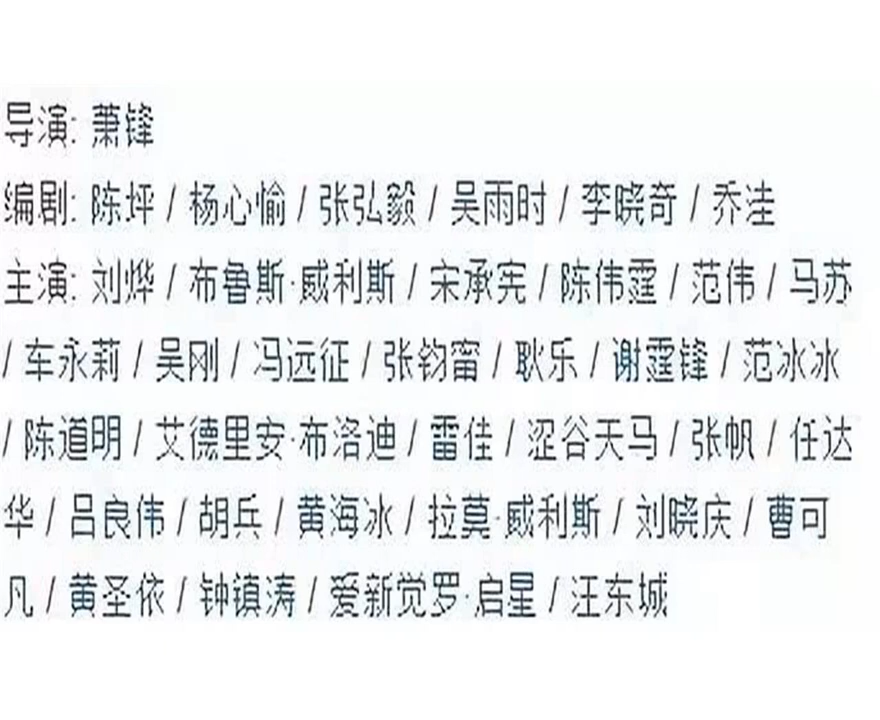 导演: 萧锋
编剧: 陈坪 / 杨心愉 / 张弘毅 / 吴雨时 / 李晓奇 / 乔洼
主演: 刘烨 / 布鲁斯·威利斯 / 宋承宪 / 陈伟霆 / 范伟 / 马苏
/ 车永莉 / 吴刚 / 冯远征 / 张钧甯 / 耿乐 / 谢霆锋 / 范冰冰
/ 陈道明 / 艾德里安·布洛迪 / 雷佳 / 涩谷天马 / 张帆 / 任达
华 / 吕良伟 / 胡兵 / 黄海冰 / 拉莫·威利斯 / 刘晓庆 / 曹可
凡 / 黄圣依 / 钟镇涛 / 爱新觉罗·启星 / 汪东城